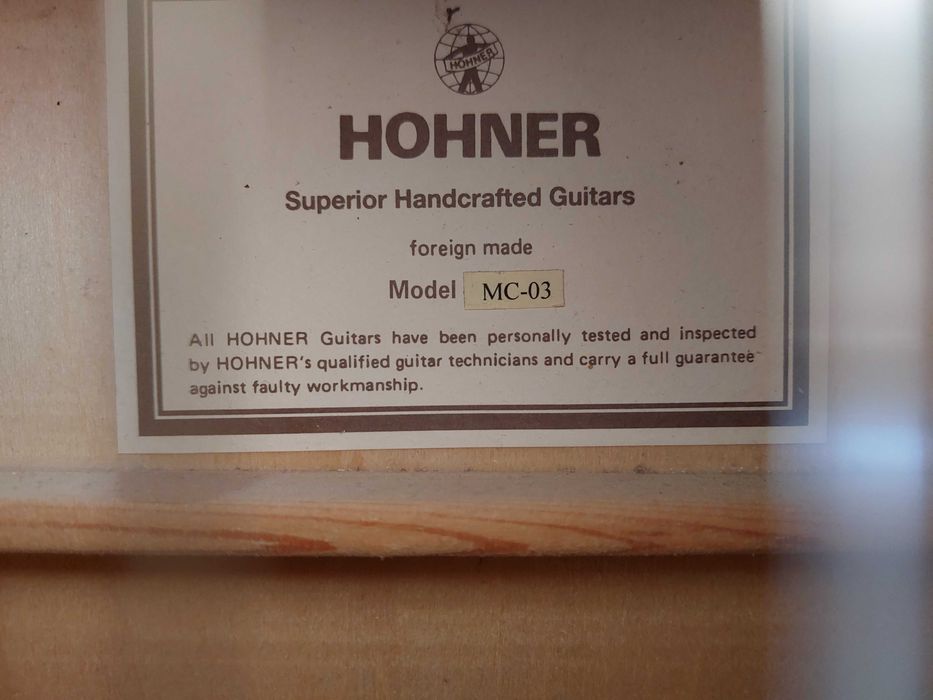 HOHNER
HOHNER
Superior Handcrafted Guitars
foreign made
Model MC-03
All HOHNER Guitars have been personally tested and inspected
by HOHNER's qualified guitar technicians and carry a full guarantee
against faulty workmanship.